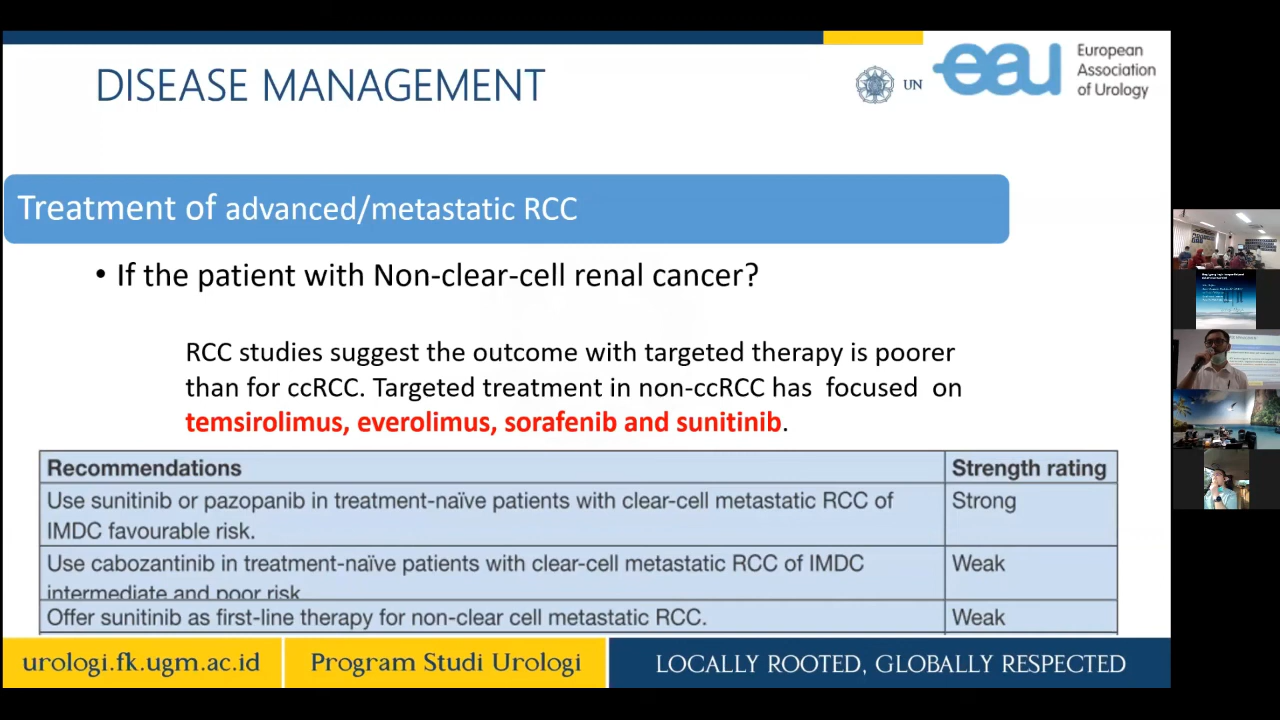 DISEASE MANAGEMENT
UN
eau
European
Association
of Urology
Treatment of advanced/metastatic RCC
• If the patient with Non-clear-cell renal cancer?
RCC studies suggest the outcome with targeted therapy is poorer
than for ccRCC. Targeted treatment in non-ccRCC has focused on
temsirolimus, everolimus, sorafenib and sunitinib.
Recommendations
Strength rating
Use sunitinib or pazopanib in treatment-naïve patients with clear-cell metastatic RCC of
IMDC favourable risk.
Strong
Use cabozantinib in treatment-naïve patients with clear-cell metastatic RCC of IMDC
intermediate and poor risk
Weak
Offer sunitinib as first-line therapy for non-clear cell metastatic RCC.
Weak
urologi.fk.ugm.ac.id
Program Studi Urologi
LOCALLY ROOTED, GLOBALLY RESPECTED